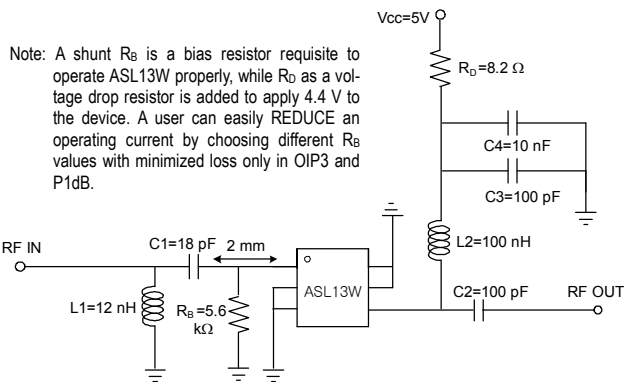 Vcc=5V
Note: A shunt RB is a bias resistor requisite to
operate ASL13W properly, while RD as a vol-
tage drop resistor is added to apply 4.4 V to
the device. A user can easily REDUCE an
operating current by choosing different RB
values with minimized loss only in OIP3 and
P1dB.
RD=8.2 Ω
C4=10 nF
C3=100 pF
RF IN
C1=18 pF
2 mm
L2=100 nH
L1=12 nH
RB=5.6
kΩ
ASL13W
C2=100 pF
RF OUT